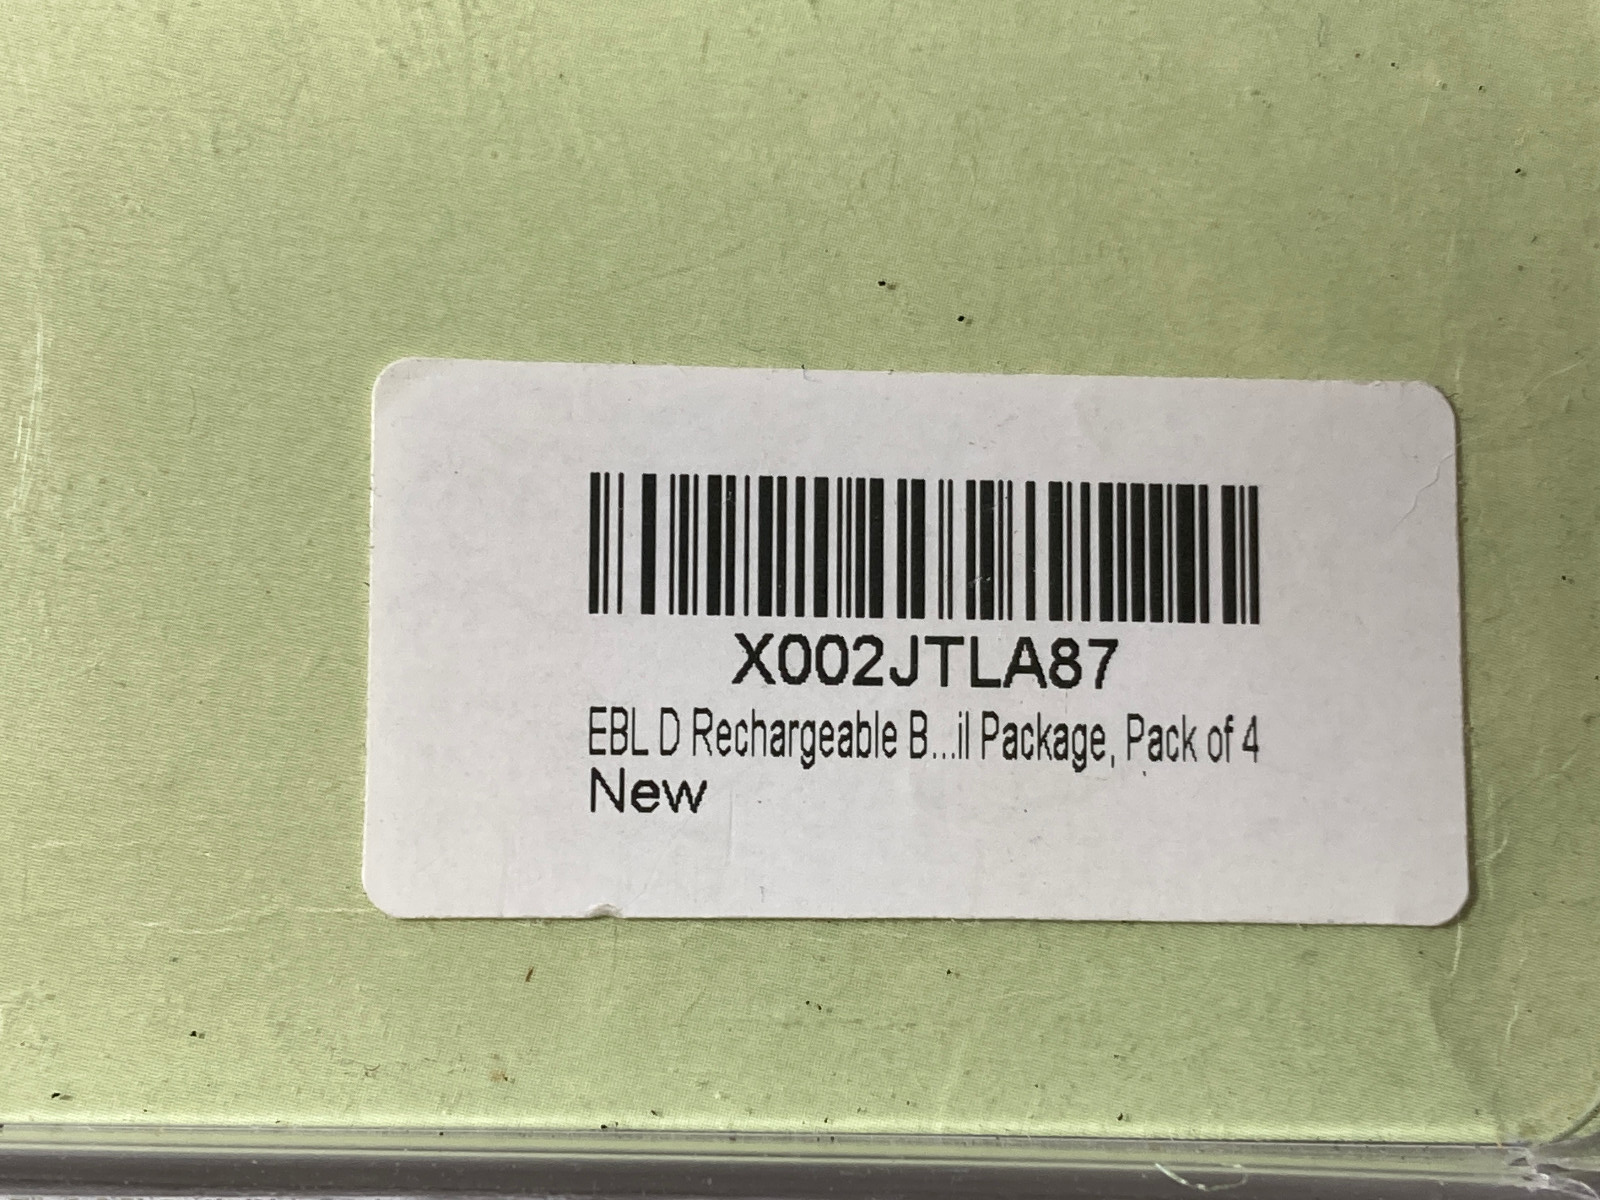 X002JTLA87
EBL D Rechargeable B...il Package, Pack of 4
New